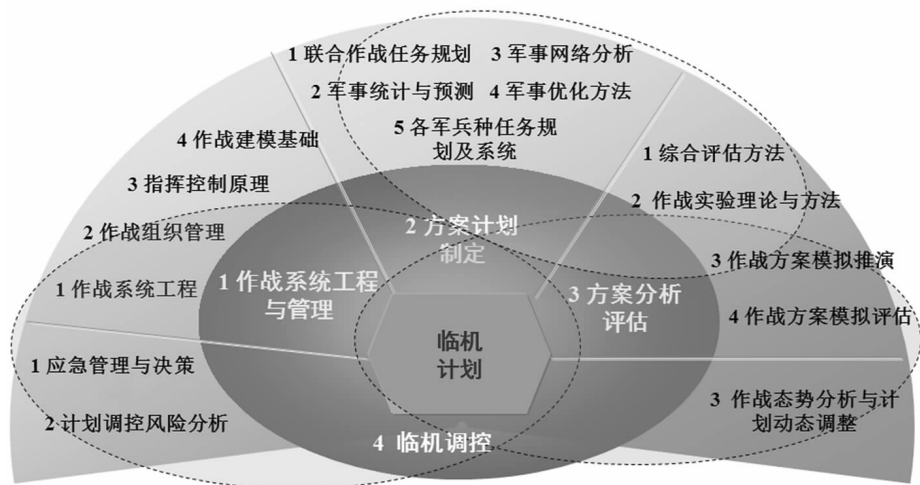 1 联合作战任务规划 3 军事网络分析
2 军事统计与预测 4 军事优化方法
5 各军兵种任务规
划及系统
4 作战建模基础
3 指挥控制原理
2 作战组织管理
1 作战系统工程
1 综合评估方法
2 作战实验理论与方法
3 作战方案模拟推演
4 作战方案模拟评估
2 方案计划
制定
1 作战系统工程
与管理
3 方案分析
评估
临机
计划
1 应急管理与决策
2 计划调控风险分析
3 作战态势分析与计
划动态调整
4 临机调控